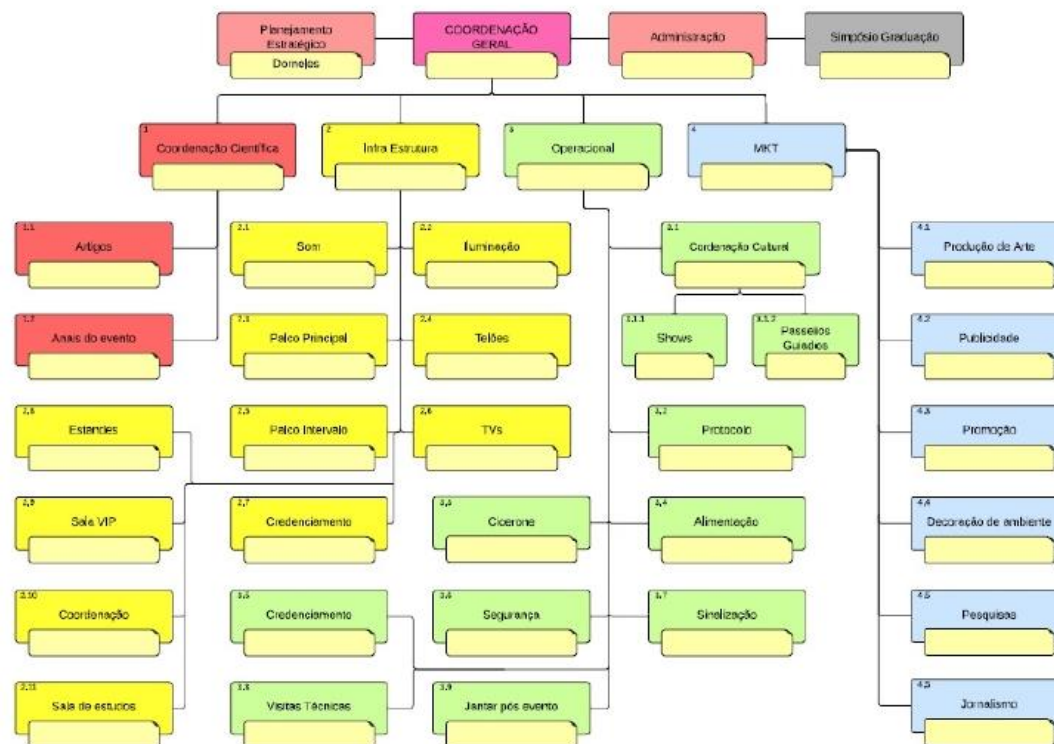 Planejamento
Estratégico
Dornejos
COORDENAÇÃO
GERAL
Administração
Simpósio Graduação
1
Coordenação Científica
2
Infra Estrutura
3
Operacional
4
MKT
1.1
Artigos
2.1
Som
2.2
Iluminação
3.1
Cordenação Cultural
4.1
Produção de Arte
1.2
Anais do evento
2.3
Palco Principal
2.4
Telões
3.1.1
Shows
3.1.2
Passeios
Guiados
4.2
Publicidade
2.8
Estandes
2.5
Palco Intervalo
2.6
TVs
3.2
Protocolo
4.3
Promoção
2.9
Sala VIP
2.7
Credenciamento
3.3
Cicerone
3.4
Alimentação
4.4
Decoração de ambiente
2.10
Coordenação
3.5
Credenciamento
3.6
Segurança
3.7
Sinalização
4.5
Pesquisas
2.11
Sala de estudos
3.8
Visitas Técnicas
3.9
Jantar pós evento
4.5
Jornalismo